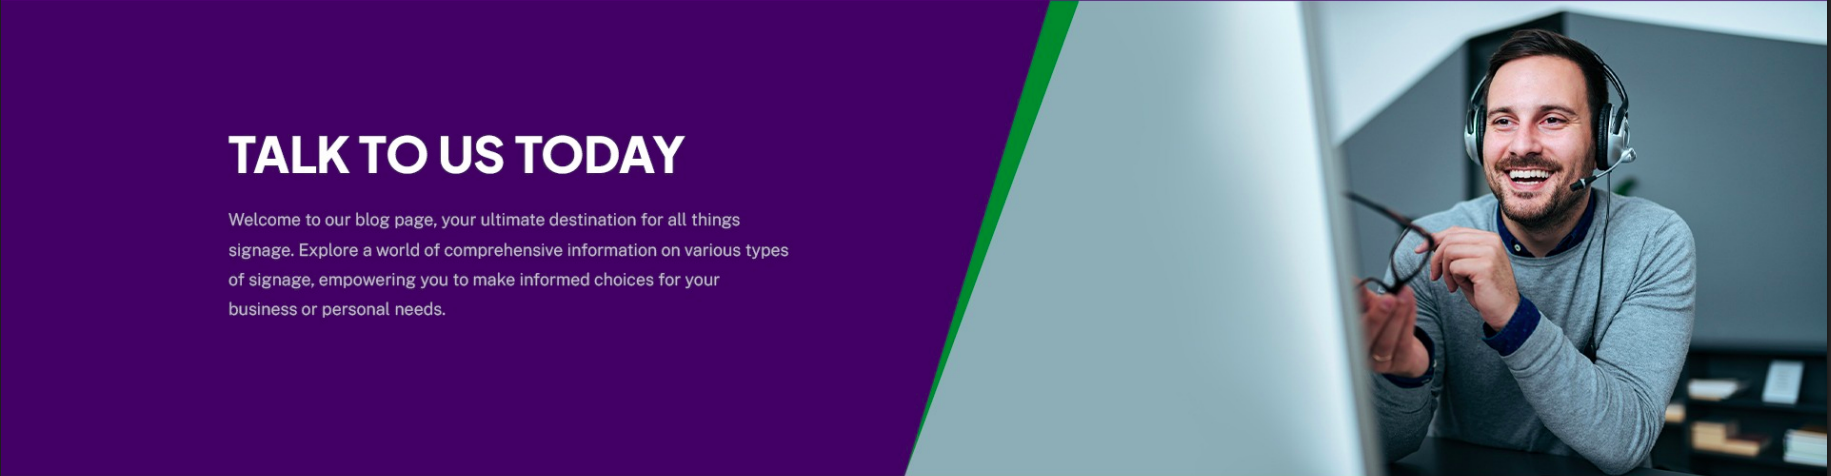 TALK TO US TODAY
Welcome to our blog page, your ultimate destination for all things
signage. Explore a world of comprehensive information on various types
of signage, empowering you to make informed choices for your
business or personal needs.